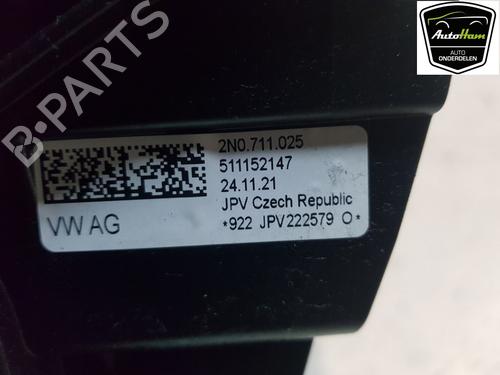 AutoHam
AUTO
ONDERDELEN
B-PARTS
2N0.711.025
511152147
24.11.21
JPV Czech Republic
VW AG
*922 JPV222579 O*